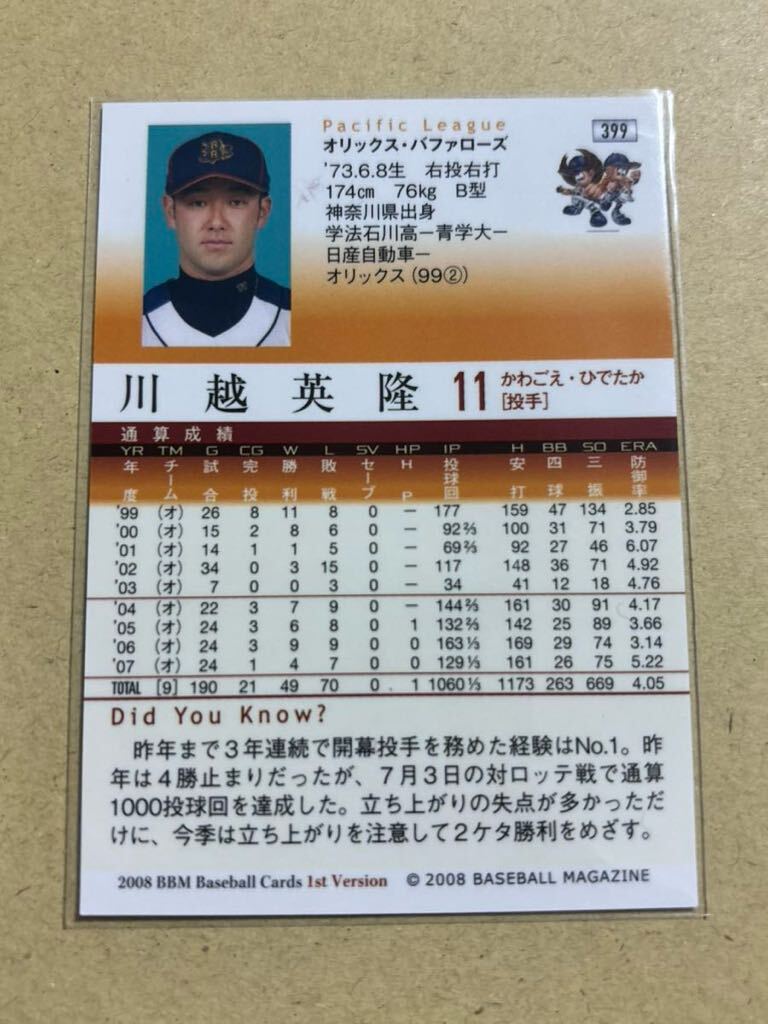 Pacific League
399
オリックス・バファローズ
'73.6.8生 右投右打
174cm 76kg B型
神奈川県出身
学法石川高ー青学大ー
日産自動車ー
オリックス (99②)
川越英隆 11 かわごえ・ひでたか
[投手]
通算成績
YR TM G CG W L SV HP IP H BB SO ERA
年度 チーム 試合 完投 勝利 敗戦 セーブ HP 投球回 安打 四球 三振 防御率
'99 (オ) 26 8 11 8 0 − 177 159 47 134 2.85
'00 (オ) 15 2 8 6 0 − 92⅔ 100 31 71 3.79
'01 (オ) 14 1 1 5 0 − 69⅔ 92 27 46 6.07
'02 (オ) 34 0 3 15 0 − 117 148 36 71 4.92
'03 (オ) 7 0 0 3 0 − 34 41 12 18 4.76
'04 (オ) 22 3 7 9 0 − 144⅔ 161 30 91 4.17
'05 (オ) 24 3 6 8 0 1 132⅔ 142 25 89 3.66
'06 (オ) 24 3 9 9 0 0 163⅓ 169 29 74 3.14
'07 (オ) 24 1 4 7 0 0 129⅓ 161 26 75 5.22
TOTAL [9] 190 21 49 70 0 1 1060⅓ 1173 263 669 4.05
Did You Know?
昨年まで３年連続で開幕投手を務めた経験はNo.1。昨
年は４勝止まりだったが、７月３日の対ロッテ戦で通算
1000投球回を達成した。立ち上がりの失点が多かっただ
けに、今季は立ち上がりを注意して２ケタ勝利をめざす。
2008 BBM Baseball Cards 1st Version © 2008 BASEBALL MAGAZINE